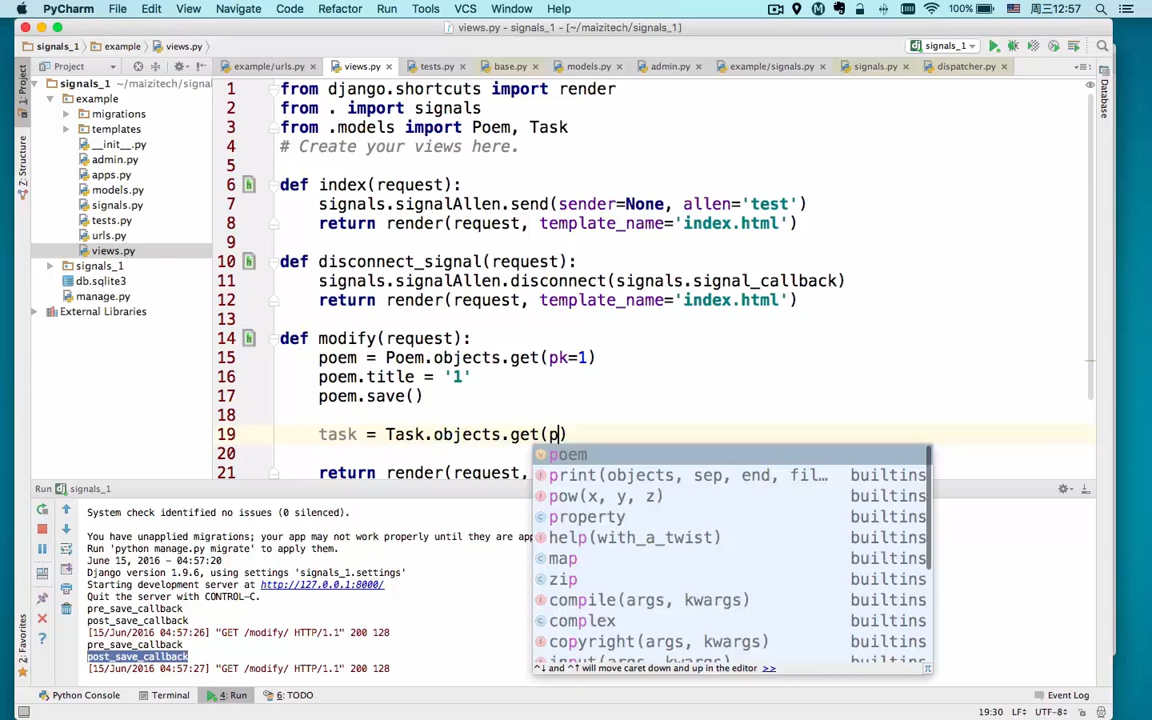 PyCharm File Edit View Navigate Code Refactor Run Tools VCS Window Help 100% 周三12:57
views.py - signals_1 - [~/maizitech/signals_1]
signals_1 example views.py signals_1
Project example/urls.py views.py tests.py base.py models.py admin.py example/signals.py signals.py dispatcher.py
1: Project
Z: Structure
2: Favorites
Database
signals_1 ~/maizitech/signal
example
migrations
templates
__init__.py
admin.py
apps.py
models.py
signals.py
tests.py
urls.py
views.py
signals_1
db.sqlite3
manage.py
External Libraries
1 from django.shortcuts import render
2 from . import signals
3 from .models import Poem, Task
4 # Create your views here.
5
6 def index(request):
7 signals.signalAllen.send(sender=None, allen='test')
8 return render(request, template_name='index.html')
9
10 def disconnect_signal(request):
11 signals.signalAllen.disconnect(signals.signal_callback)
12 return render(request, template_name='index.html')
13
14 def modify(request):
15 poem = Poem.objects.get(pk=1)
16 poem.title = '1'
17 poem.save()
18
19 task = Task.objects.get(p)
20
21 return render(request,
poem
print(objects, sep, end, fil… builtins
pow(x, y, z) builtins
property builtins
help(with_a_twist) builtins
map builtins
zip builtins
compile(args, kwargs) builtins
complex builtins
copyright(args, kwargs) builtins
input(args, kwargs) builtins
^↓ and ^↑ will move caret down and up in the editor >> π
Run signals_1
System check identified no issues (0 silenced).
You have unapplied migrations; your app may not work properly until they are app
Run 'python manage.py migrate' to apply them.
June 15, 2016 - 04:57:20
Django version 1.9.6, using settings 'signals_1.settings'
Starting development server at http://127.0.0.1:8000/
Quit the server with CONTROL-C.
pre_save_callback
post_save_callback
[15/Jun/2016 04:57:26] "GET /modify/ HTTP/1.1" 200 128
pre_save_callback
post_save_callback
[15/Jun/2016 04:57:27] "GET /modify/ HTTP/1.1" 200 128
Python Console Terminal 4: Run 6: TODO Event Log
19:30 LF÷ UTF-8÷